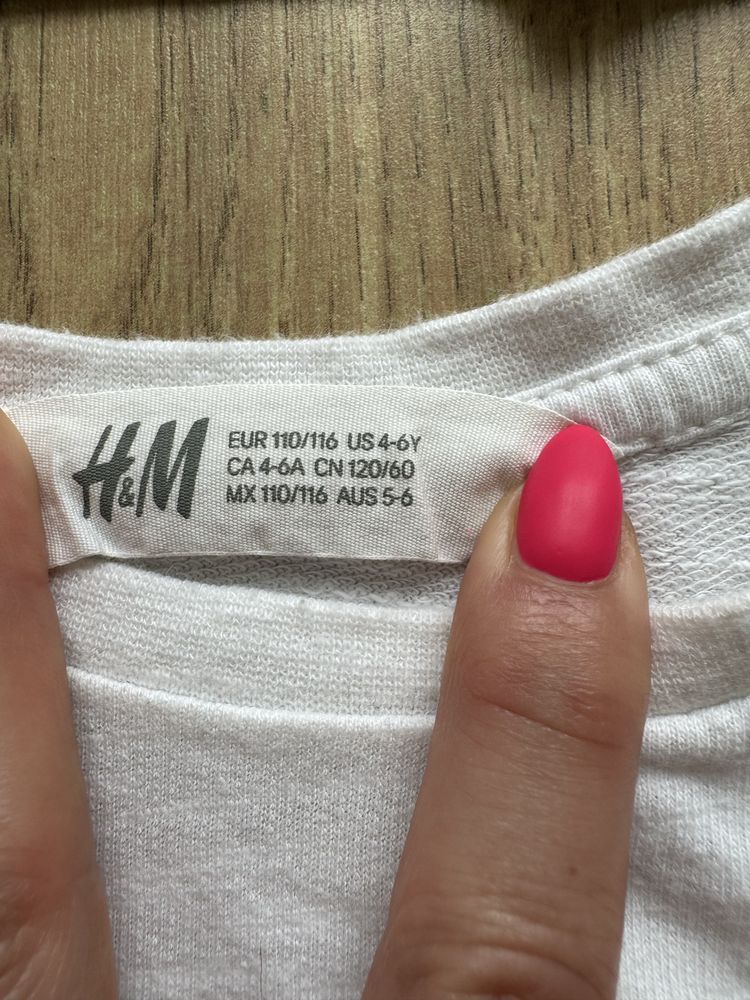 H&M
EUR 110/116 US 4-6Y
CA 4-6A CN 120/60
MX 110/116 AUS 5-6